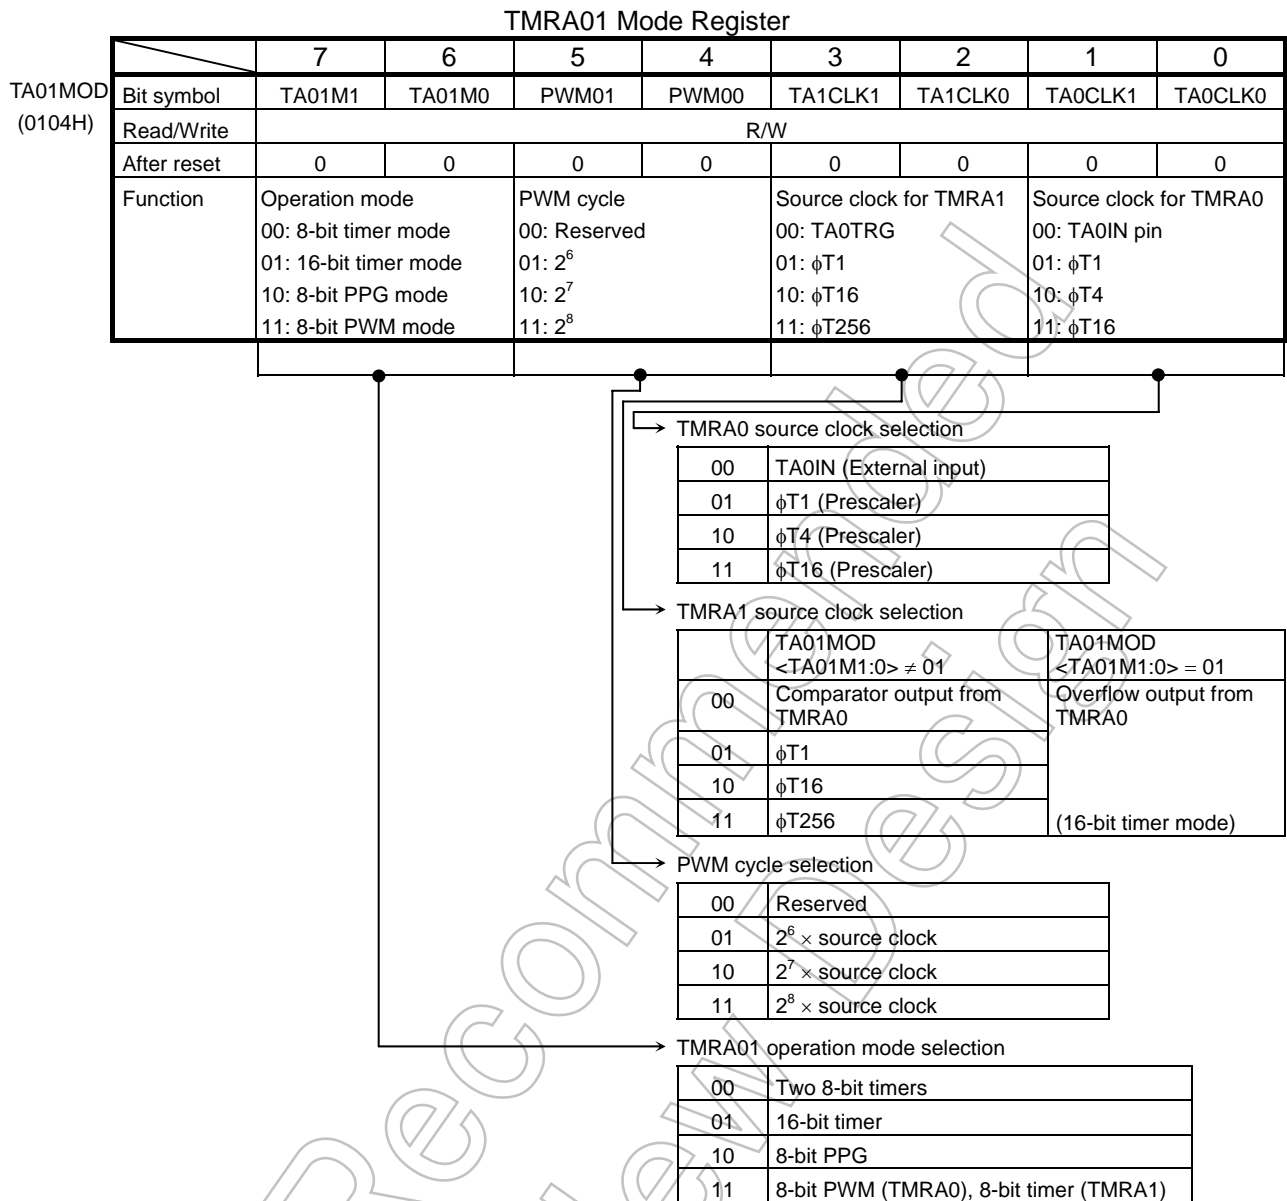 TMRA01 Mode Register
7 6 5 4 3 2 1 0
TA01MOD
(0104H)
Bit symbol TA01M1 TA01M0 PWM01 PWM00 TA1CLK1 TA1CLK0 TA0CLK1 TA0CLK0
Read/Write R/W
After reset 0 0 0 0 0 0 0 0
Function Operation mode PWM cycle Source clock for TMRA1 Source clock for TMRA0
00: 8-bit timer mode 00: Reserved 00: TA0TRG 00: TA0IN pin
01: 16-bit timer mode 01: 2⁶ 01: ϕT1 01: ϕT1
10: 8-bit PPG mode 10: 2⁷ 10: ϕT16 10: ϕT4
11: 8-bit PWM mode 11: 2⁸ 11: ϕT256 11: ϕT16
TMRA0 source clock selection
00 TA0IN (External input)
01 ϕT1 (Prescaler)
10 ϕT4 (Prescaler)
11 ϕT16 (Prescaler)
TMRA1 source clock selection
TA01MOD TA01MOD
<TA01M1:0> ≠ 01 <TA01M1:0> = 01
00 Comparator output from Overflow output from
TMRA0 TMRA0
01 ϕT1
10 ϕT16
11 ϕT256 (16-bit timer mode)
PWM cycle selection
00 Reserved
01 2⁶ × source clock
10 2⁷ × source clock
11 2⁸ × source clock
TMRA01 operation mode selection
00 Two 8-bit timers
01 16-bit timer
10 8-bit PPG
11 8-bit PWM (TMRA0), 8-bit timer (TMRA1)
Recommended
New Design